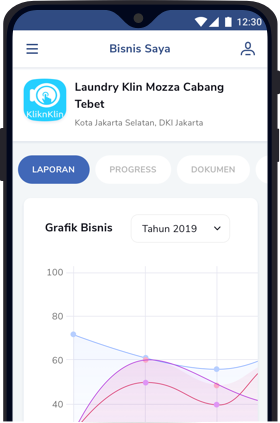 12:30
Bisnis Saya
KliknKlin
Laundry Klin Mozza Cabang
Tebet
Kota Jakarta Selatan, DKI Jakarta
LAPORAN
PROGRESS
DOKUMEN
Grafik Bisnis
Tahun 2019
100
80
60
40